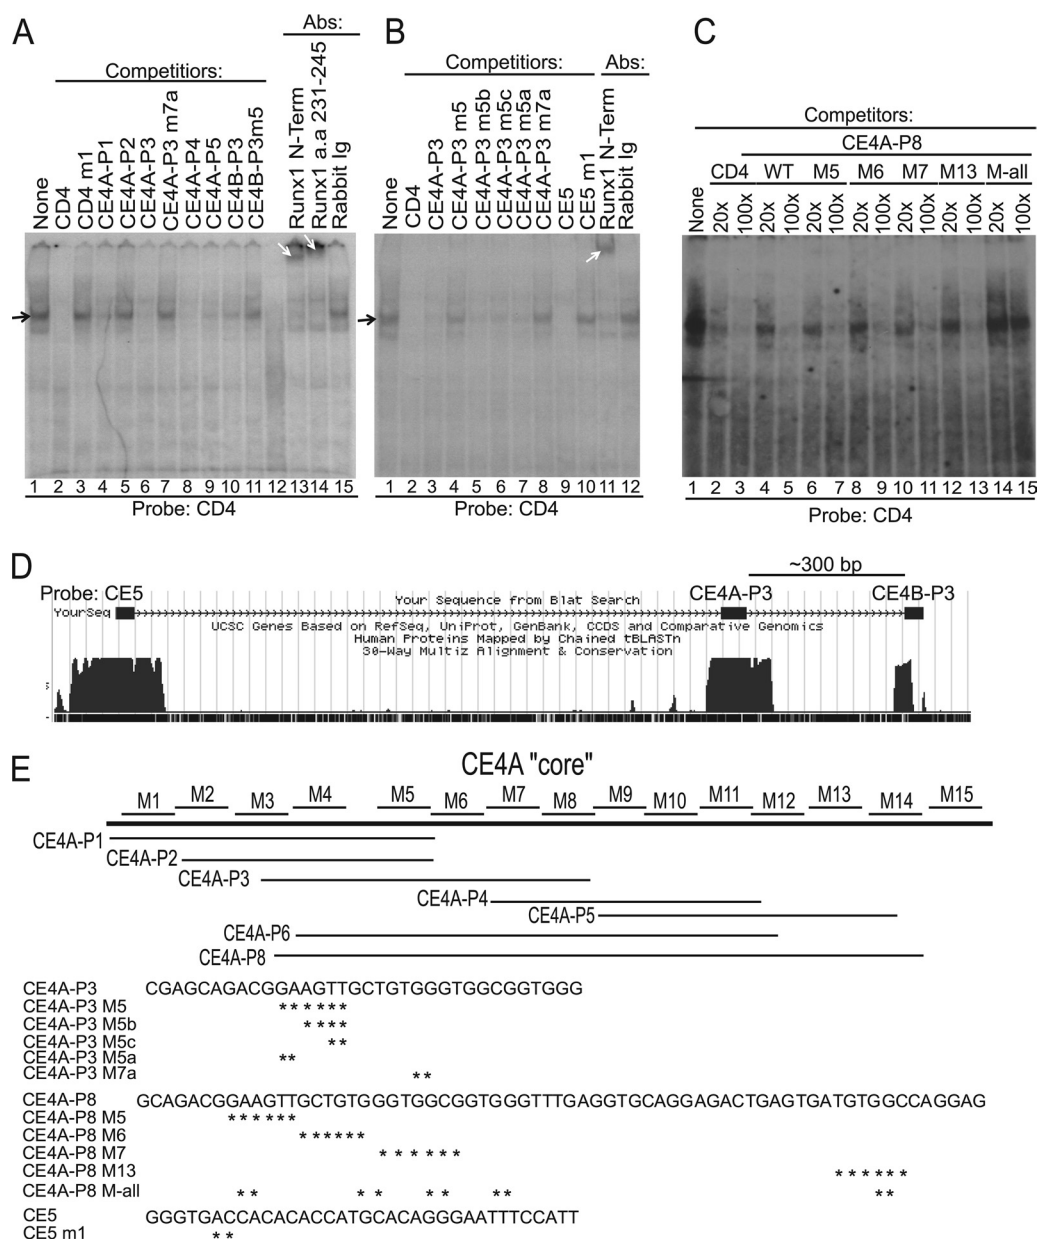 A
Abs:
Competitiors:
None
CD4
CD4 m1
CE4A-P1
CE4A-P2
CE4A-P3
CE4A-P3 m7a
CE4A-P4
CE4A-P5
CE4B-P3
CE4B-P3m5
Runx1 N-Term
Runx1 a.a 231-245
Rabbit Ig
1 2 3 4 5 6 7 8 9 10 11 12 13 14 15
Probe: CD4
B
Competitors:
Abs:
None
CD4
CE4A-P3
CE4A-P3 m5
CE4A-P3 m5b
CE4A-P3 m5c
CE4A-P3 m5a
CE4A-P3 m7a
CE5
CE5 m1
Runx1 N-Term
Rabbit Ig
1 2 3 4 5 6 7 8 9 10 11 12
Probe: CD4
C
Competitors:
CE4A-P8
CD4 WT M5 M6 M7 M13 M-all
None 20x 100x 20x 100x 20x 100x 20x 100x 20x 100x 20x 100x 20x 100x
1 2 3 4 5 6 7 8 9 10 11 12 13 14 15
Probe: CD4
D
~300 bp
Probe: CE5 CE4A-P3 CE4B-P3
Your Sequence from Blat Search
YourSeq
UCSC Genes Based on RefSeq, UniProt, GenBank, CCDS and Comparative Genomics
Human Proteins Mapped by Chained tBLASTn
30-Way Multiz Alignment & Conservation
E
CE4A "core"
M1 M2 M3 M4 M5 M6 M7 M8 M9 M10 M11 M12 M13 M14 M15
CE4A-P1
CE4A-P2
CE4A-P3
CE4A-P4
CE4A-P5
CE4A-P6
CE4A-P8
CE4A-P3 CGAGCAGACGGAAGTTGCTGTGGGTGGCGGTGGG
CE4A-P3 M5 ******
CE4A-P3 M5b ****
CE4A-P3 M5c **
CE4A-P3 M5a **
CE4A-P3 M7a **
CE4A-P8 GCAGACGGAAGTTGCTGTGGGTGGCGGTGGGTTTGAGGTGCAGGAGACTGAGTGATGTGGCCAGGAG
CE4A-P8 M5 ******
CE4A-P8 M6 ******
CE4A-P8 M7 ******
CE4A-P8 M13 ******
CE4A-P8 M-all ** ** ** ** **
CE5 GGGTGACCACACACCATGCACAGGGAATTTCCATT
CE5 m1 **